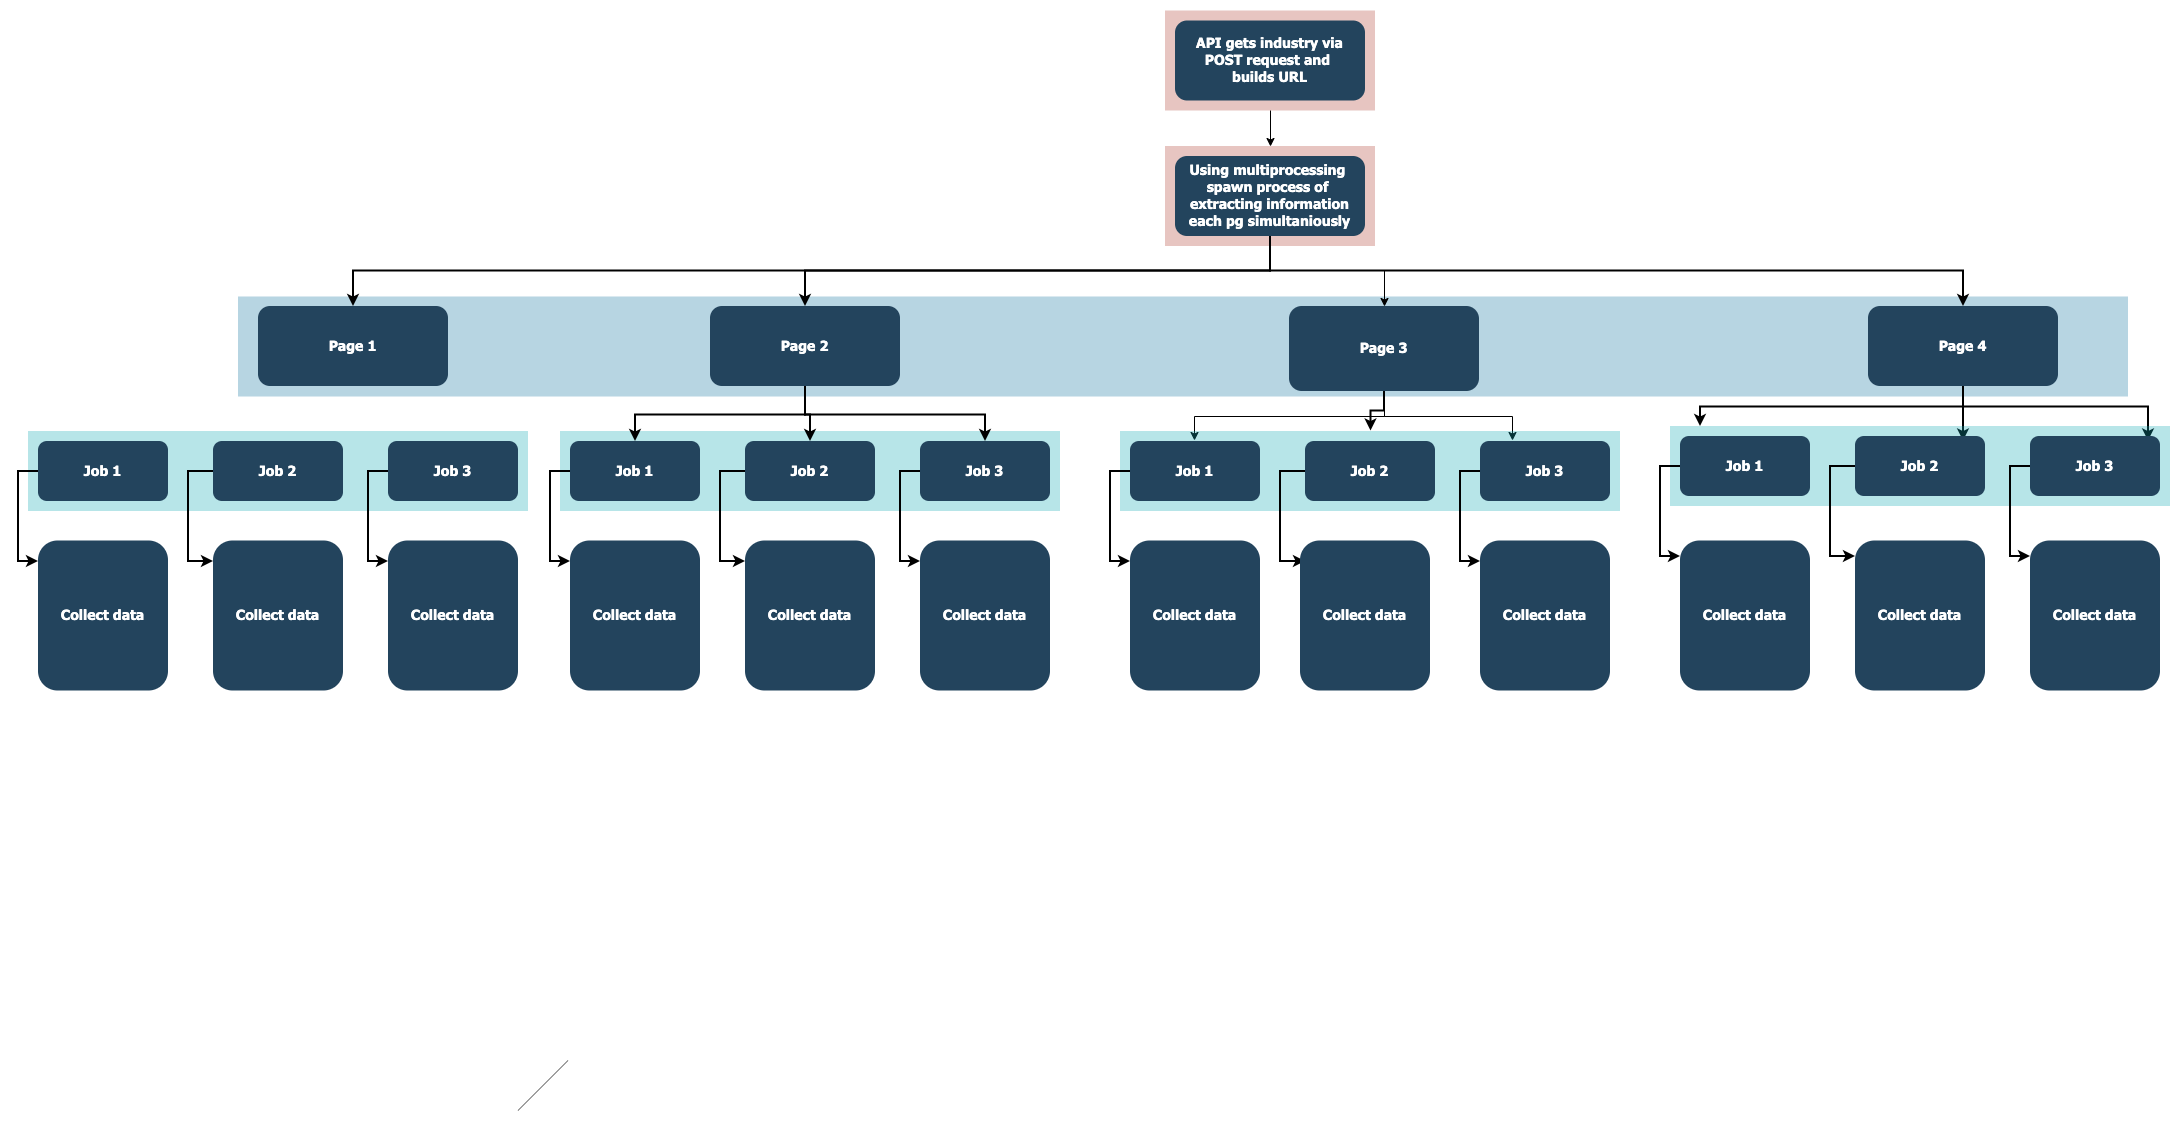 API gets industry via
POST request and
builds URL
Using multiprocessing
spawn process of
extracting information
each pg simultaniously
Page 1
Page 2
Page 3
Page 4
Job 1
Job 2
Job 3
Job 1
Job 2
Job 3
Job 1
Job 2
Job 3
Job 1
Job 2
Job 3
Collect data
Collect data
Collect data
Collect data
Collect data
Collect data
Collect data
Collect data
Collect data
Collect data
Collect data
Collect data